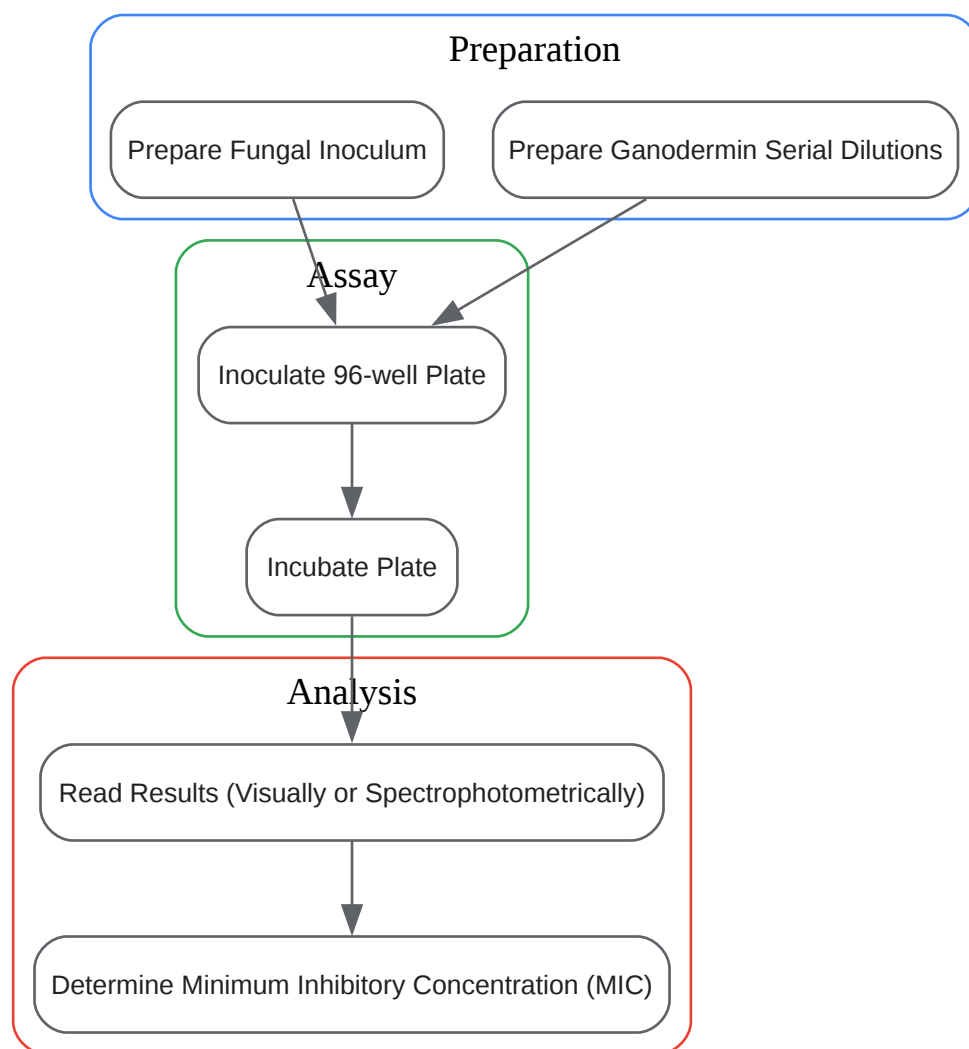 Preparation
Prepare Fungal Inoculum
Prepare Ganodermin Serial Dilutions
Assay
Inoculate 96-well Plate
Incubate Plate
Analysis
Read Results (Visually or Spectrophotometrically)
Determine Minimum Inhibitory Concentration (MIC)